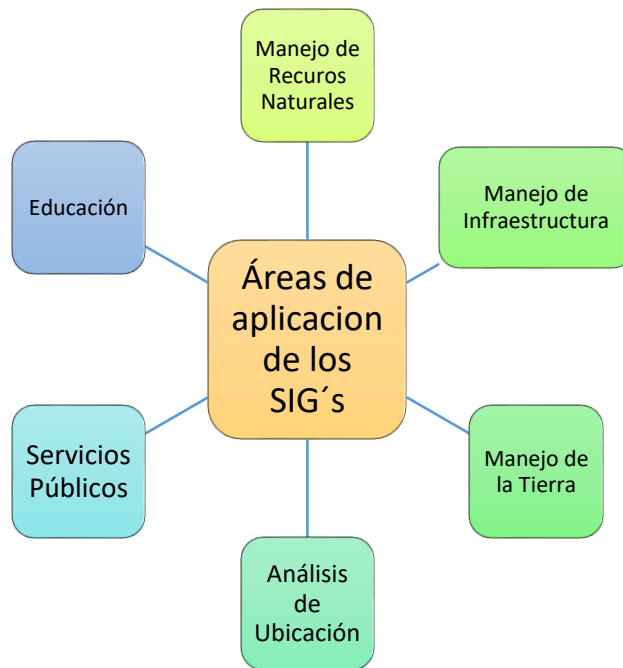 Manejo de
Recuros
Naturales
Educación
Manejo de
Infraestructura
Áreas de
aplicacion
de los
SIG´s
Servicios
Públicos
Manejo de
la Tierra
Análisis
de
Ubicación